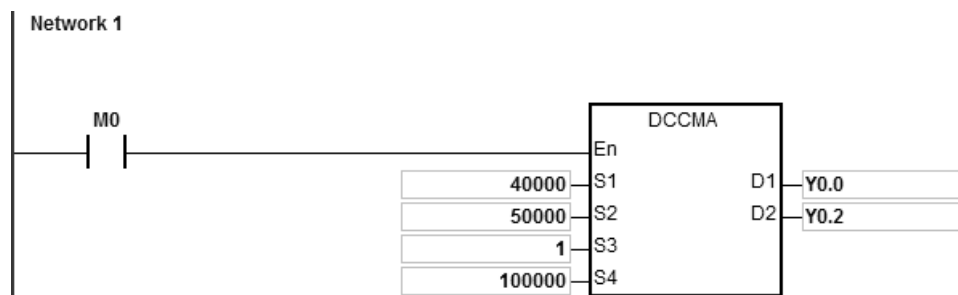 Network 1
M0
DCCMA
En
40000 S1 D1 Y0.0
50000 S2 D2 Y0.2
1 S3
100000 S4